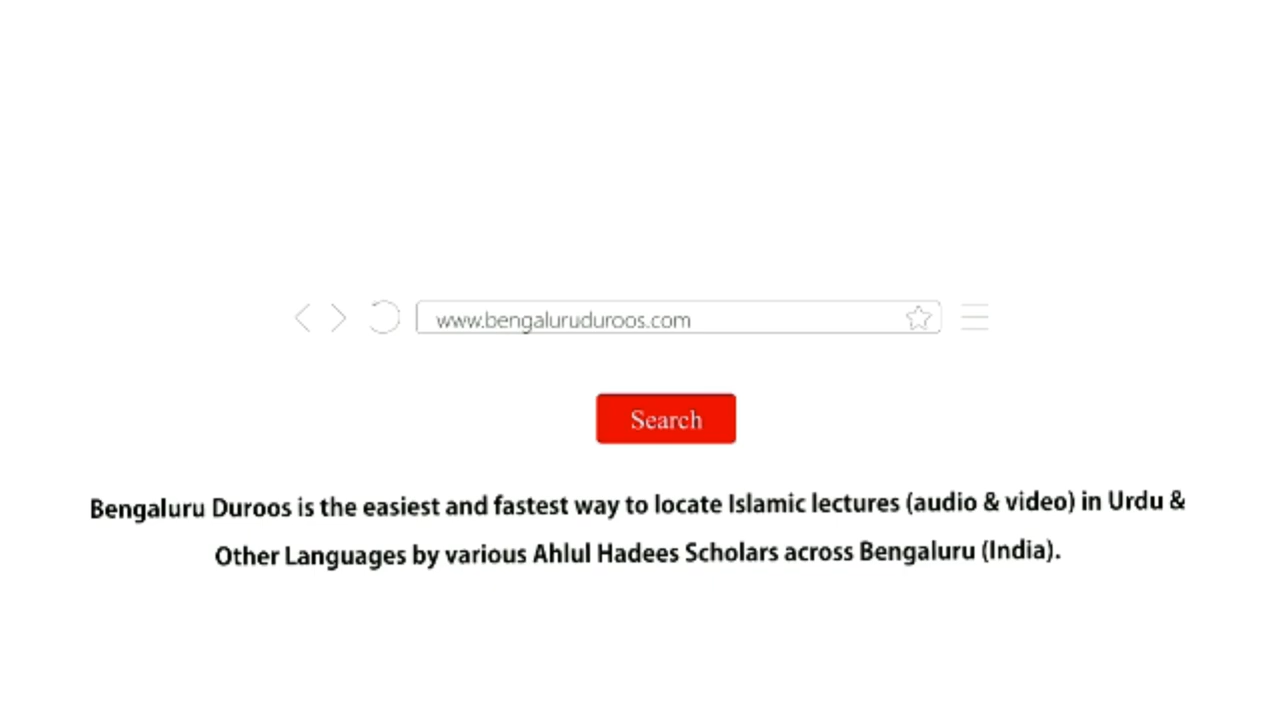 www.bengaluruduroos.com
Search
Bengaluru Duroos is the easiest and fastest way to locate Islamic lectures (audio & video) in Urdu &
Other Languages by various Ahlul Hadees Scholars across Bengaluru (India).